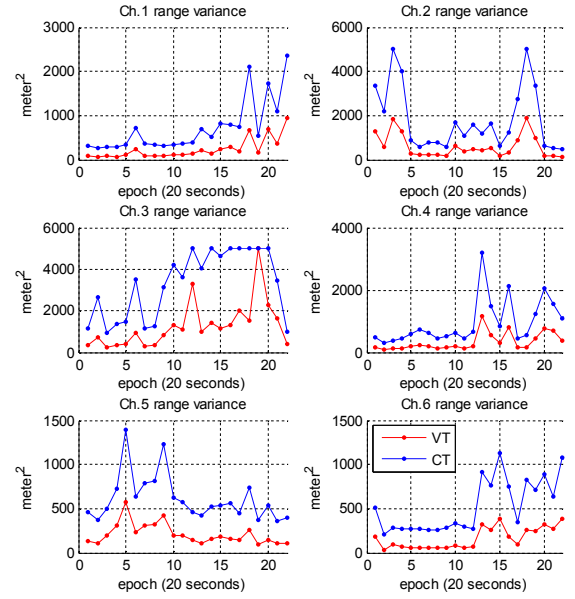 Ch.1 range variance
Ch.2 range variance
3000
2000
1000
0
meter²
0 5 10 15 20
epoch (20 seconds)
6000
4000
2000
0
meter²
0 5 10 15 20
epoch (20 seconds)
Ch.3 range variance
Ch.4 range variance
6000
4000
2000
0
meter²
0 5 10 15 20
epoch (20 seconds)
4000
2000
0
meter²
0 5 10 15 20
epoch (20 seconds)
Ch.5 range variance
Ch.6 range variance
1500
1000
500
0
meter²
0 5 10 15 20
epoch (20 seconds)
1500
1000
500
0
meter²
VT
CT
0 5 10 15 20
epoch (20 seconds)